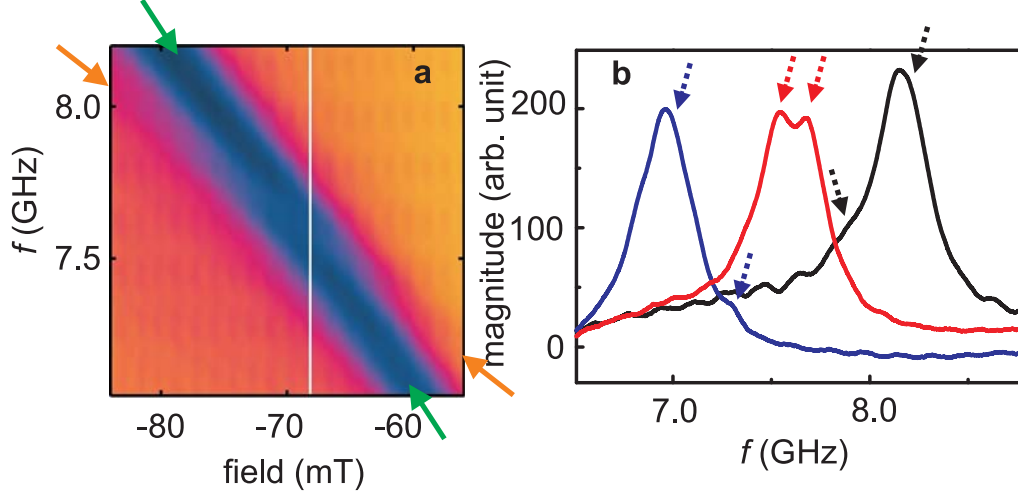 a
8.0
7.5
f (GHz)
-80
-70
-60
field (mT)
b
200
100
0
magnitude (arb. unit)
7.0
8.0
f (GHz)